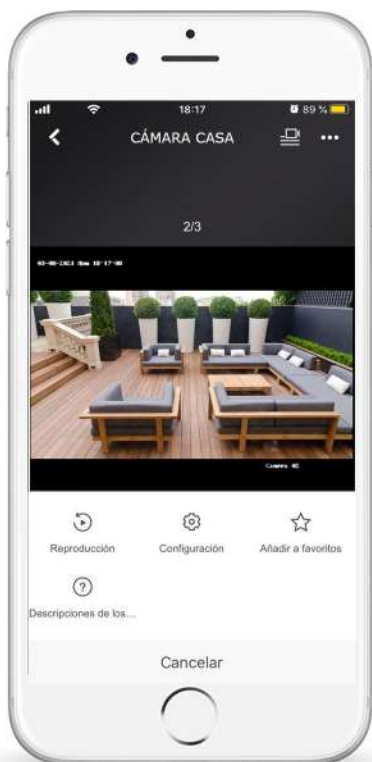 18:17
89 %
CÁMARA CASA
2/3
Reproducción
Configuración
Añadir a favoritos
Descripciones de los...
Cancelar